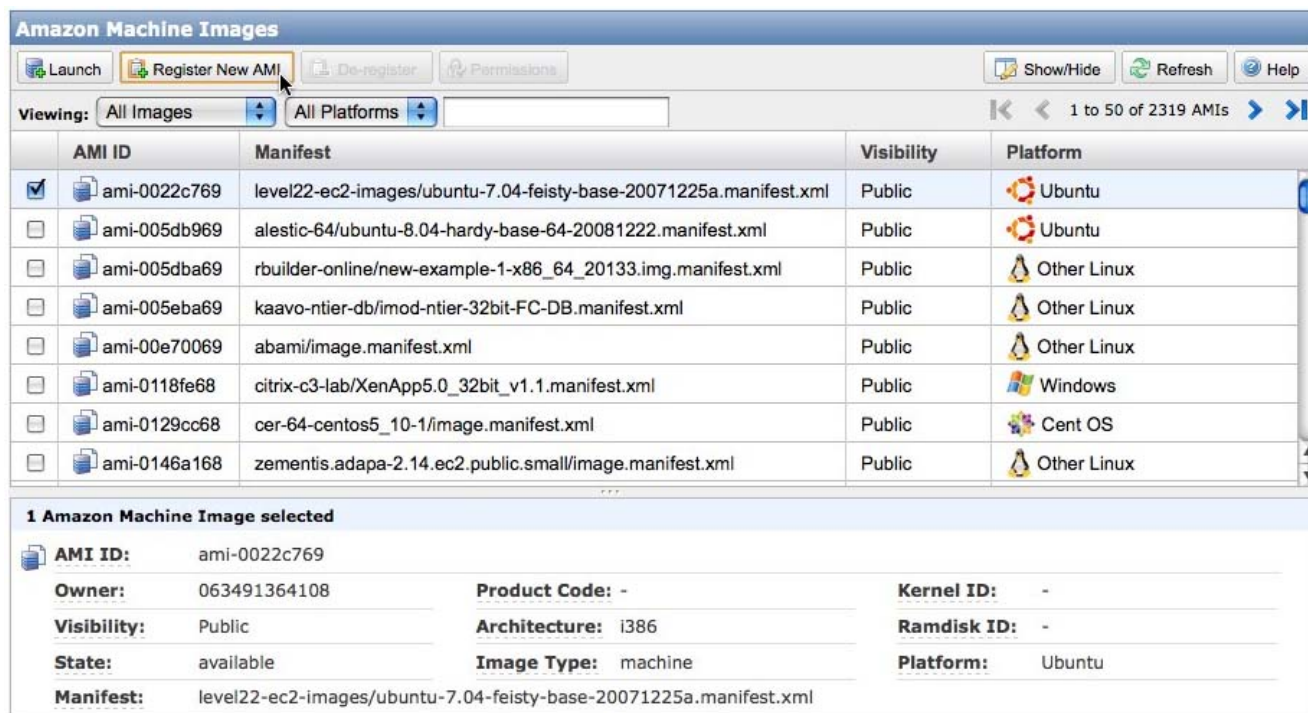 Amazon Machine Images
Launch Register New AMI De-register Permissions Show/Hide Refresh Help
Viewing: All Images All Platforms 1 to 50 of 2319 AMIs
AMI ID Manifest Visibility Platform
ami-0022c769 level22-ec2-images/ubuntu-7.04-feisty-base-20071225a.manifest.xml Public Ubuntu
ami-005db969 alestic-64/ubuntu-8.04-hardy-base-64-20081222.manifest.xml Public Ubuntu
ami-005dba69 rbuilder-online/new-example-1-x86_64_20133.img.manifest.xml Public Other Linux
ami-005eba69 kaavo-ntier-db/imod-ntier-32bit-FC-DB.manifest.xml Public Other Linux
ami-00e70069 abami/image.manifest.xml Public Other Linux
ami-0118fe68 citrix-c3-lab/XenApp5.0_32bit_v1.1.manifest.xml Public Windows
ami-0129cc68 cer-64-centos5_10-1/image.manifest.xml Public Cent OS
ami-0146a168 zementis.adapa-2.14.ec2.public.small/image.manifest.xml Public Other Linux
1 Amazon Machine Image selected
AMI ID: ami-0022c769
Owner: 063491364108 Product Code: - Kernel ID: -
Visibility: Public Architecture: i386 Ramdisk ID: -
State: available Image Type: machine Platform: Ubuntu
Manifest: level22-ec2-images/ubuntu-7.04-feisty-base-20071225a.manifest.xml